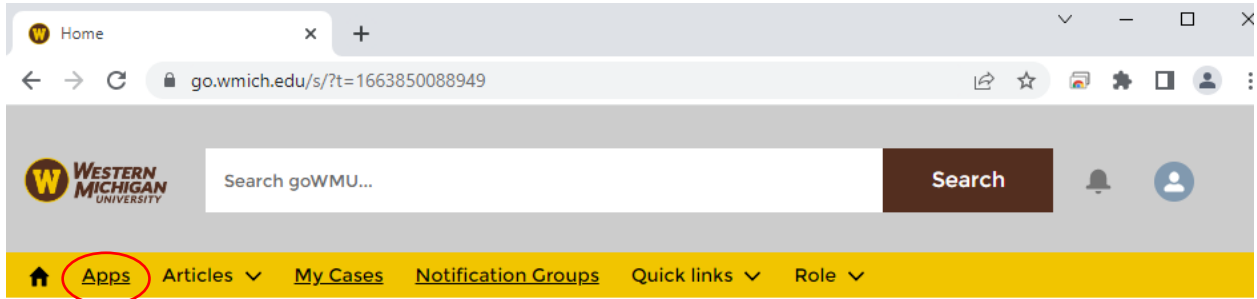 W Home
go.wmich.edu/s/?t=1663850088949
W WESTERN MICHIGAN UNIVERSITY
Search goWMU...
Search
Apps Articles My Cases Notification Groups Quick links Role